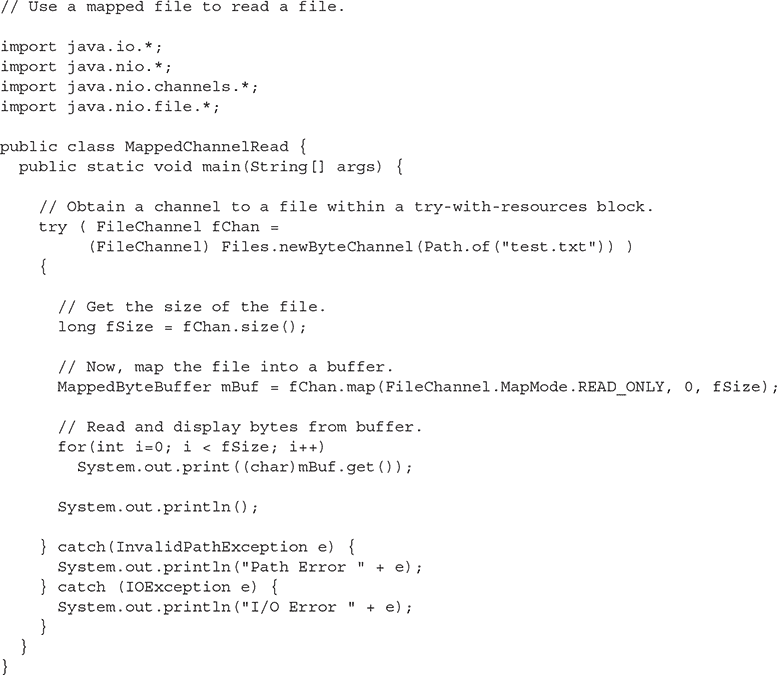 // Use a mapped file to read a file.

import java.io.*;
import java.nio.*;
import java.nio.channels.*;
import java.nio.file.*;

public class MappedChannelRead {
  public static void main(String[] args) {

    // Obtain a channel to a file within a try-with-resources block.
    try ( FileChannel fChan =
         (FileChannel) Files.newByteChannel(Path.of("test.txt")) )
    {

      // Get the size of the file.
      long fSize = fChan.size();

      // Now, map the file into a buffer.
      MappedByteBuffer mBuf = fChan.map(FileChannel.MapMode.READ_ONLY, 0, fSize);

      // Read and display bytes from buffer.
      for(int i=0; i < fSize; i++)
        System.out.print((char)mBuf.get());

      System.out.println();

    } catch(InvalidPathException e) {
      System.out.println("Path Error " + e);
    } catch (IOException e) {
      System.out.println("I/O Error " + e);
    }
  }
}